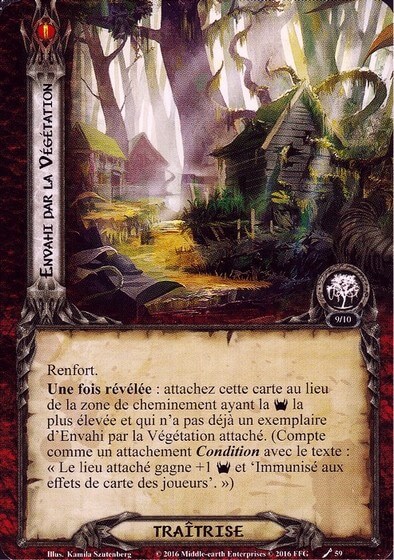 ENVAHI PAR LA VÉGÉTATION
9/10
Renfort.
Une fois révélée : attachez cette carte au lieu
de la zone de cheminement ayant la la
plus élevée et qui n'a pas déjà un exemplaire
d'Envahi par la Végétation attaché. (Compte
comme un attachement Condition avec le texte :
« Le lieu attaché gagne +1 et 'Immunisé aux
effets de carte des joueurs'. »)
TRAÎTRISE
Illus. Kamila Szutenberg © 2016 Middle-earth Enterprises © 2016 FFG 59